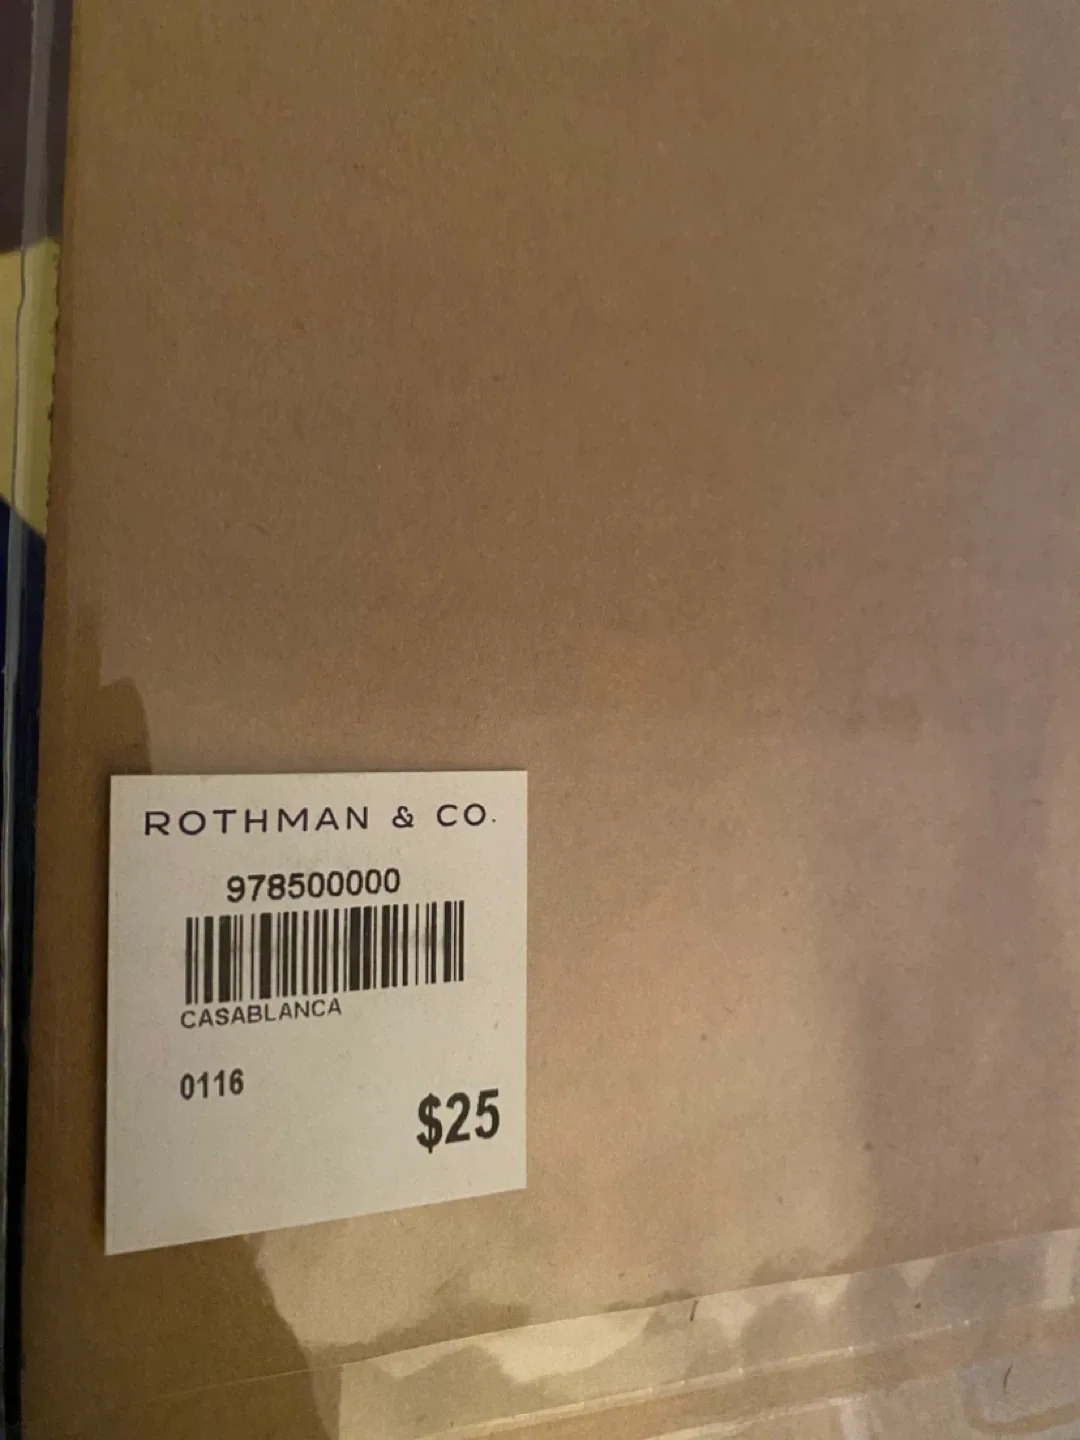 ROTHMAN & CO.
978500000
CASABLANCA
0116
$25